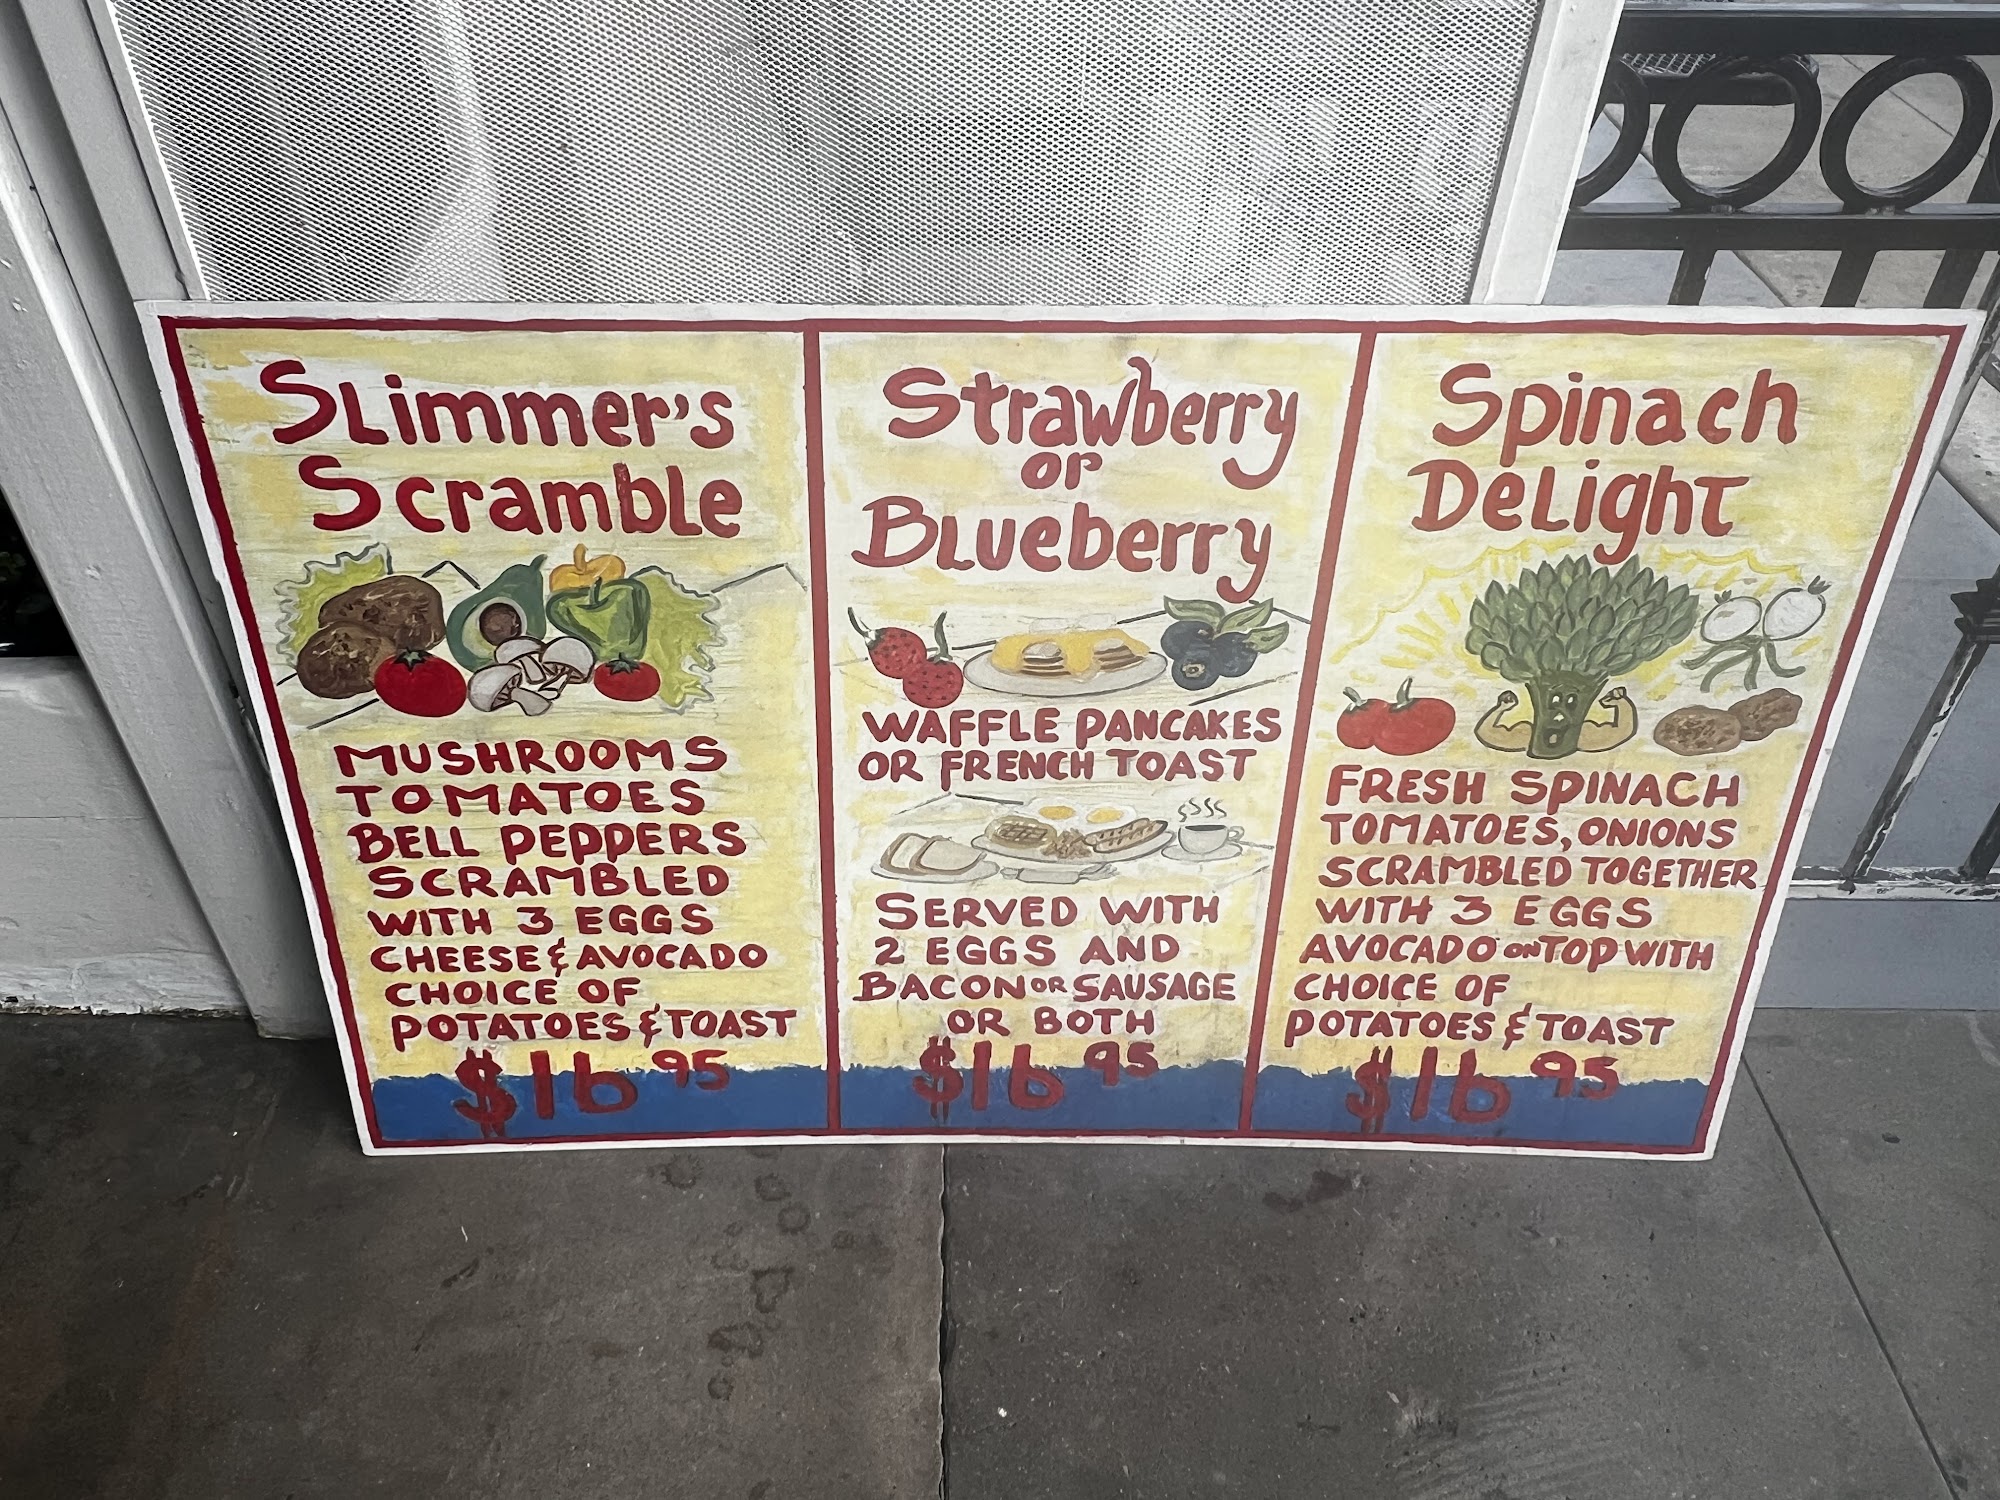 SLimmer's
Scramble
MUSHROOMS
TOMATOES
BELL PEPPERS
SCRAMBLED
WITH 3 EGGS
CHEESE & AVOCADO
CHOICE OF
POTATOES & TOAST
$16 95
Strawberry
or
BLueberry
WAFFLE PANCAKES
OR FRENCH TOAST
SERVED WITH
2 EGGS AND
BACON OR SAUSAGE
OR BOTH
$16 95
Spinach
DeLight
FRESH SPINACH
TOMATOES, ONIONS
SCRAMBLED TOGETHER
WITH 3 EGGS
AVOCADO ON TOP WITH
CHOICE OF
POTATOES & TOAST
$16 95